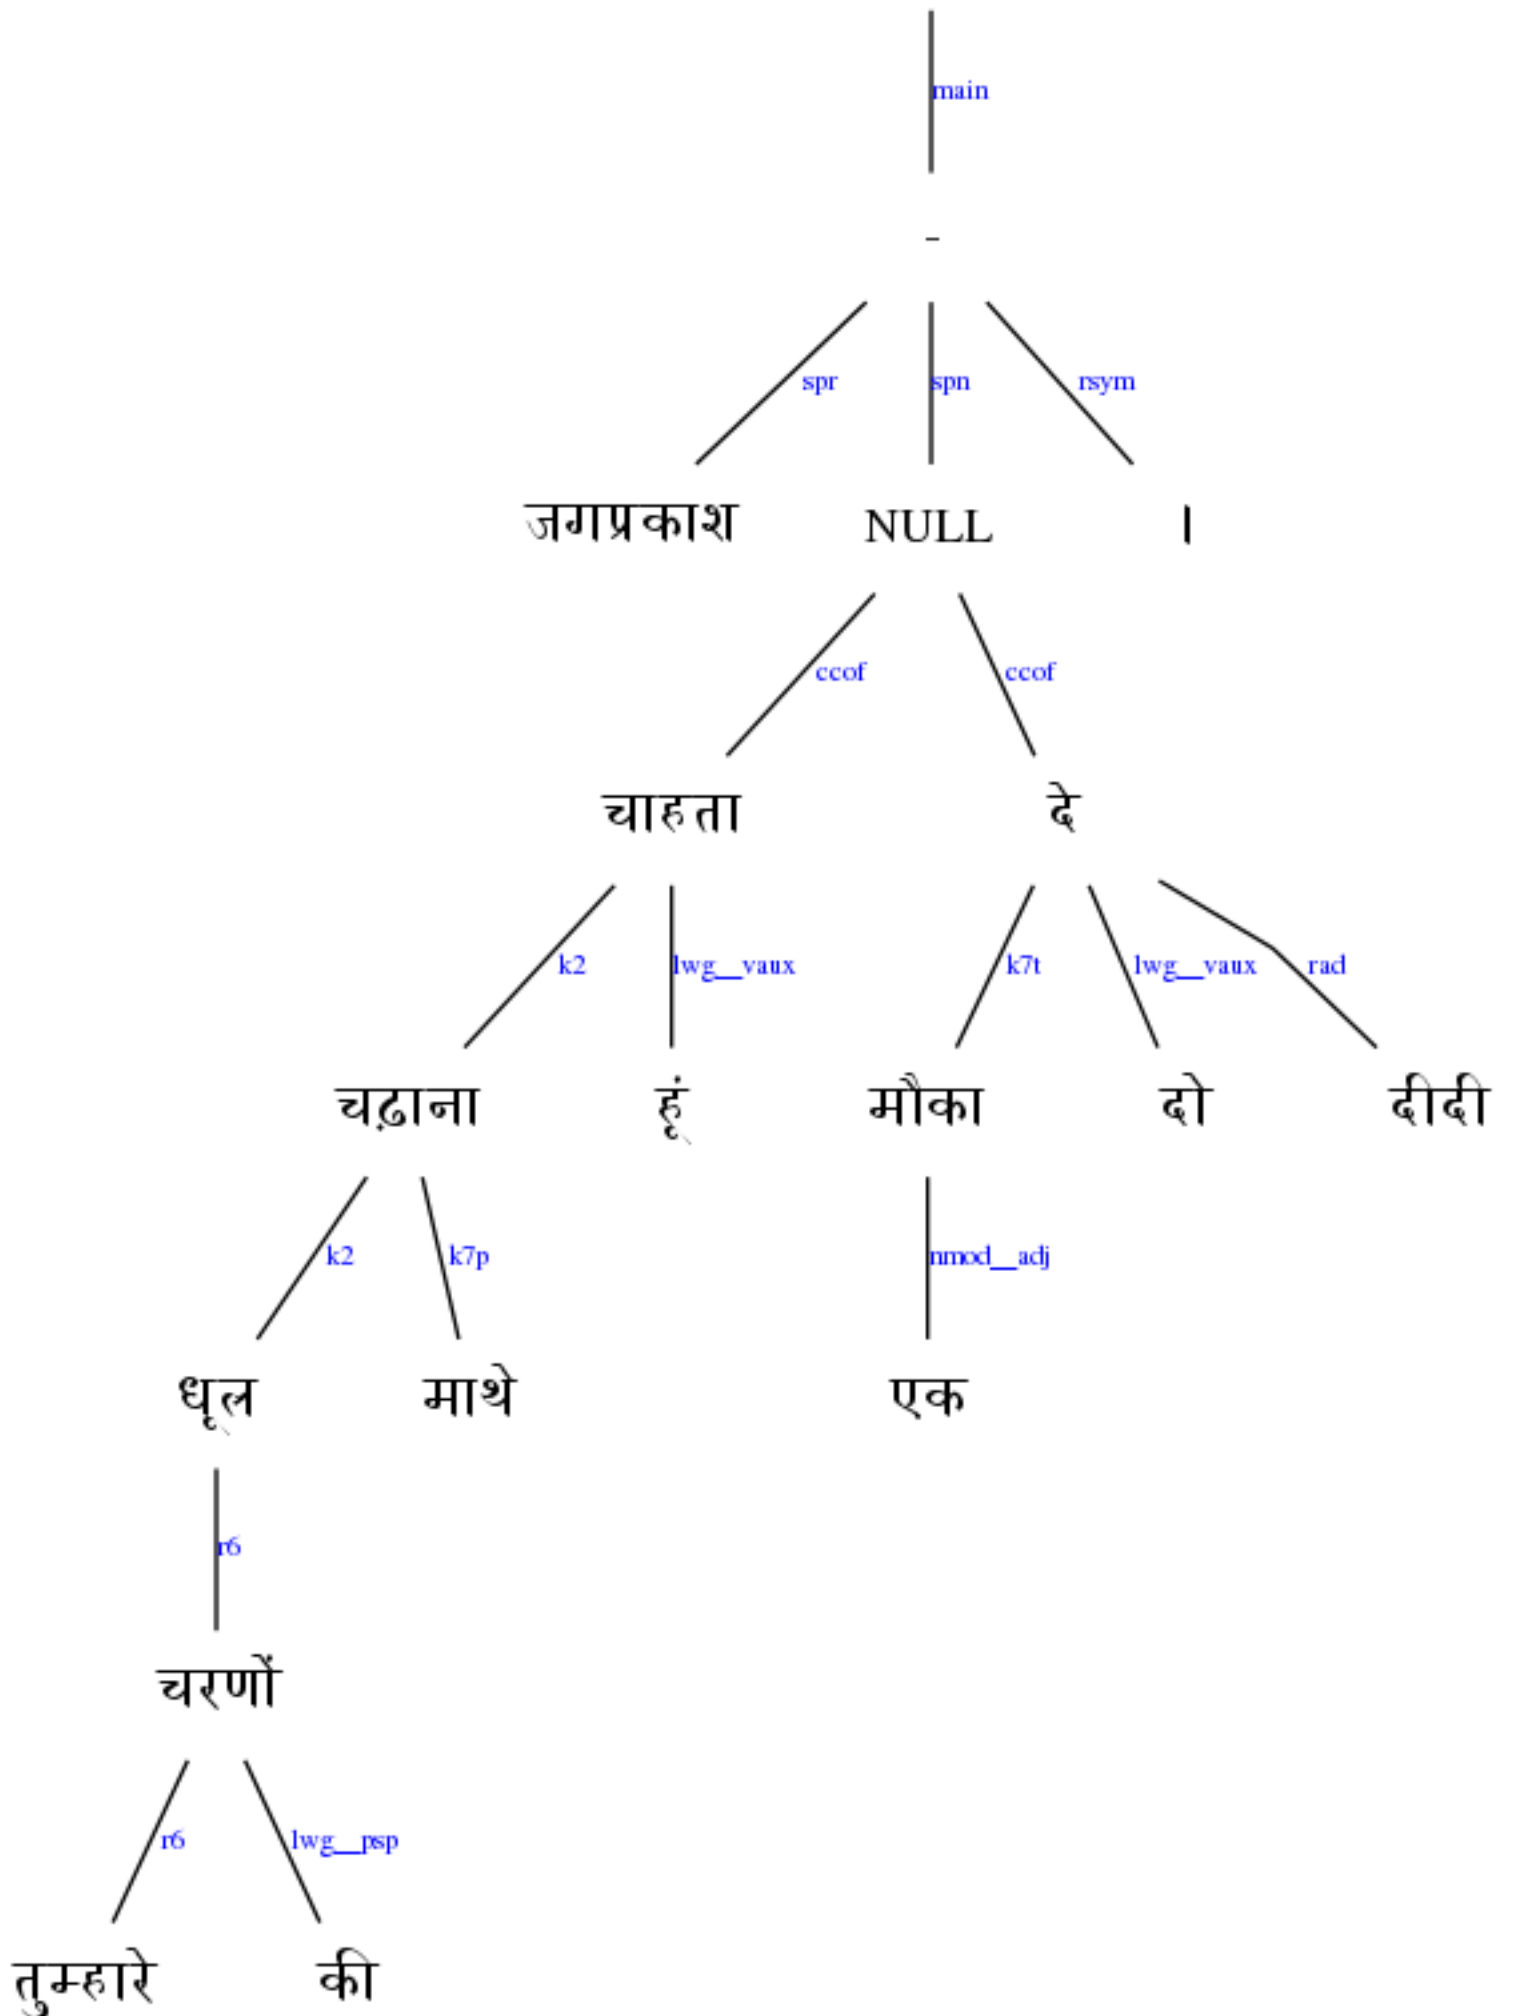 main
-
spr spn rsym
जगप्रकाश NULL ।
ccof ccof
चाहता दे
k2 lwg__vaux k7t lwg__vaux rad
चढ़ाना हूं मौका दो दीदी
k2 k7p nmod__adj
धूल माथे एक
r6
चरणों
r6 lwg__psp
तुम्हारे की